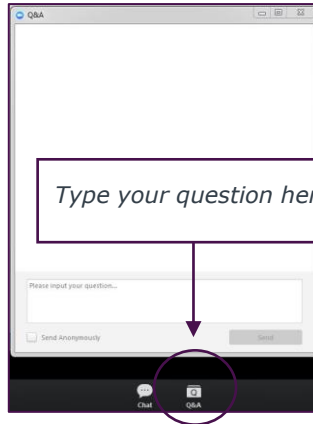 Q&A
Type your question her
Please input your question...
Send Anonymously
Send
Chat
Q&A